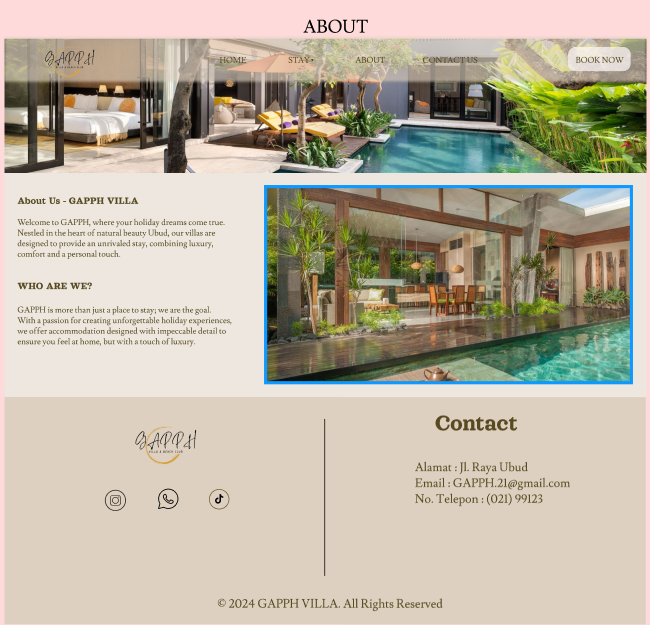 ABOUT
GAPPH
HOME
STAY
ABOUT
CONTACT US
BOOK NOW
About Us - GAPPH VILLA
Welcome to GAPPH, where your holiday dreams come true.
Nestled in the heart of natural beauty Ubud, our villas are
designed to provide an unrivaled stay, combining luxury,
comfort and a personal touch.
WHO ARE WE?
GAPPH is more than just a place to stay; we are the goal.
With a passion for creating unforgettable holiday experiences,
we offer accommodation designed with impeccable detail to
ensure you feel at home, but with a touch of luxury.
GAPPH
Contact
Alamat : Jl. Raya Ubud
Email : GAPPH.21@gmail.com
No. Telepon : (021) 99123
© 2024 GAPPH VILLA. All Rights Reserved